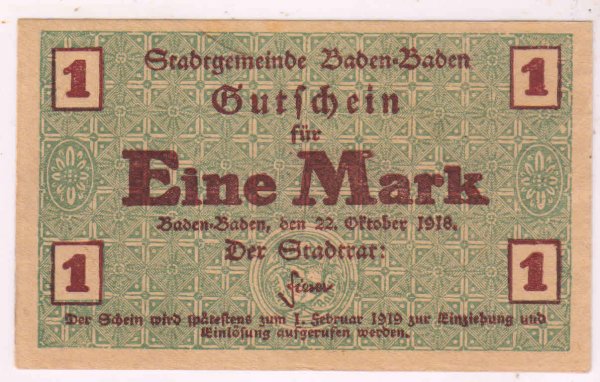 1 1
Stadtgemeinde Baden-Baden
Gutschein
für
Eine Mark
Baden-Baden, den 22. Oktober 1918.
Der Stadtrat:
1 1
Der Schein wird spätestens zum 1. Februar 1919 zur Einziehung und
Einlösung aufgerufen werden.